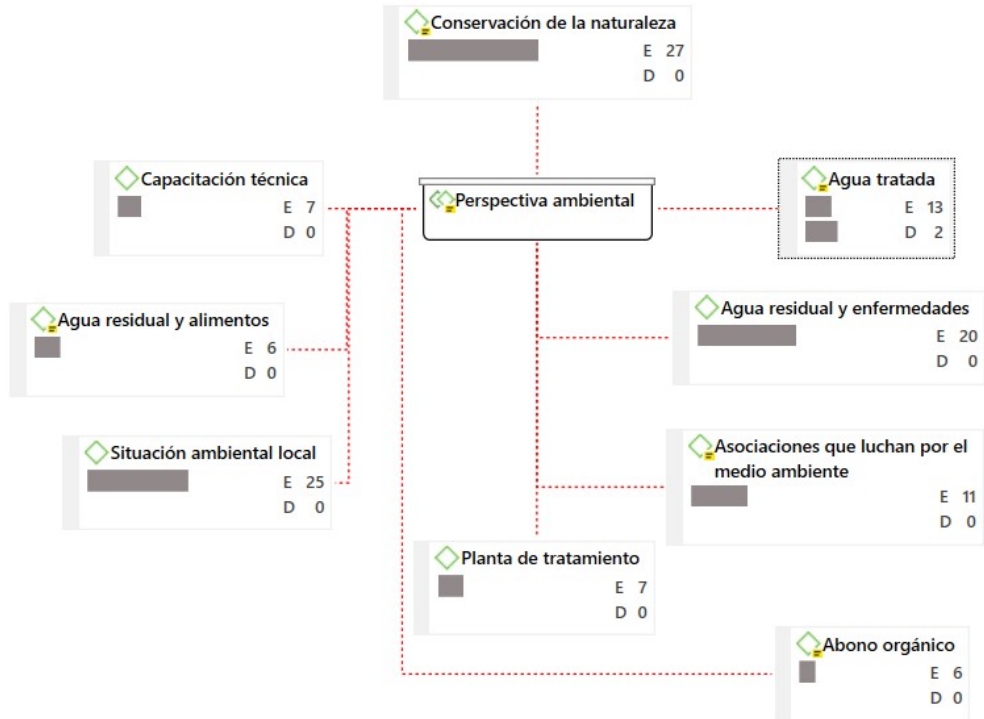 Conservación de la naturaleza
E 27
D 0
Capacitación técnica
E 7
D 0
Perspectiva ambiental
Agua tratada
E 13
D 2
Agua residual y alimentos
E 6
D 0
Agua residual y enfermedades
E 20
D 0
Situación ambiental local
E 25
D 0
Asociaciones que luchan por el
medio ambiente
E 11
D 0
Planta de tratamiento
E 7
D 0
Abono orgánico
E 6
D 0